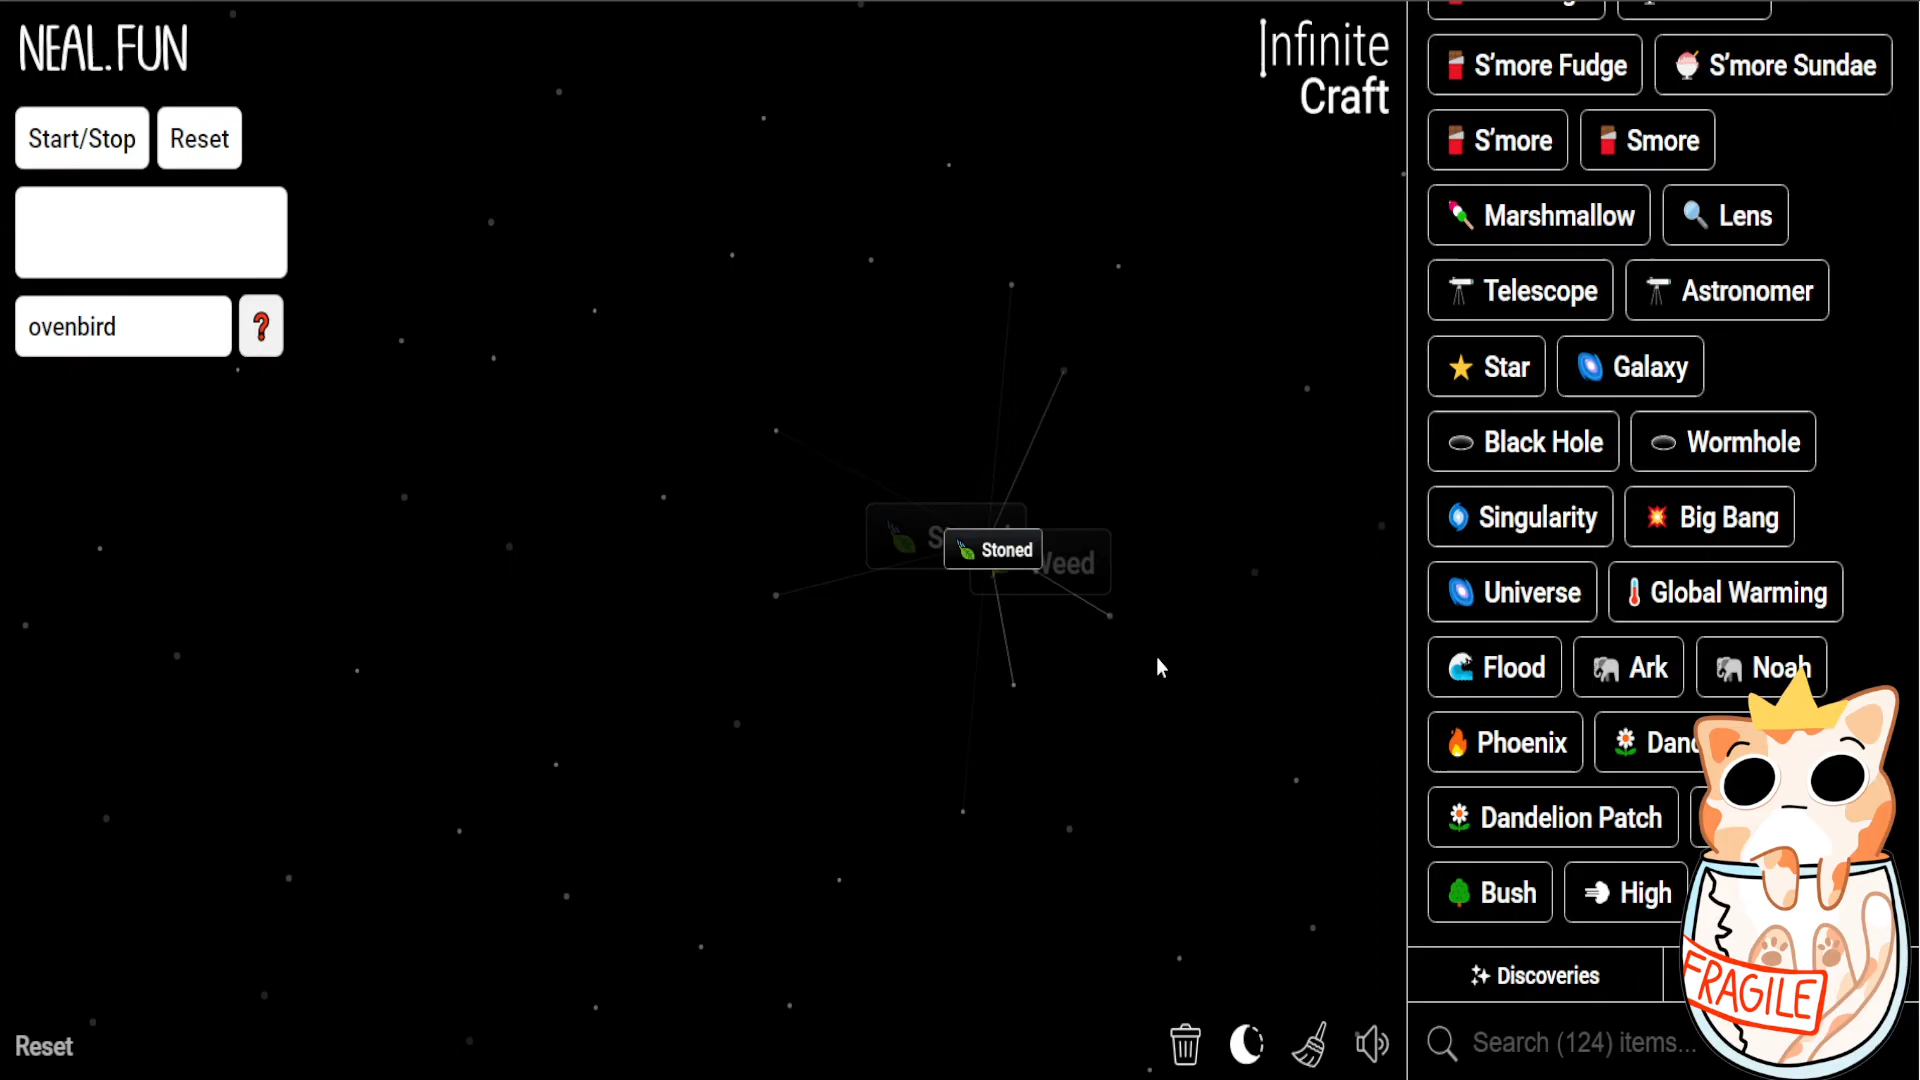 NEAL.FUN
Infinite
Craft
Start/Stop Reset
ovenbird
Stoned
Weed
S'more Fudge S'more Sundae
S'more Smore
Marshmallow Lens
Telescope Astronomer
Star Galaxy
Black Hole Wormhole
Singularity Big Bang
Universe Global Warming
Flood Ark Noah
Phoenix
Dandelion Patch
Bush High
FRAGILE
Discoveries
Search (124) items...
Reset